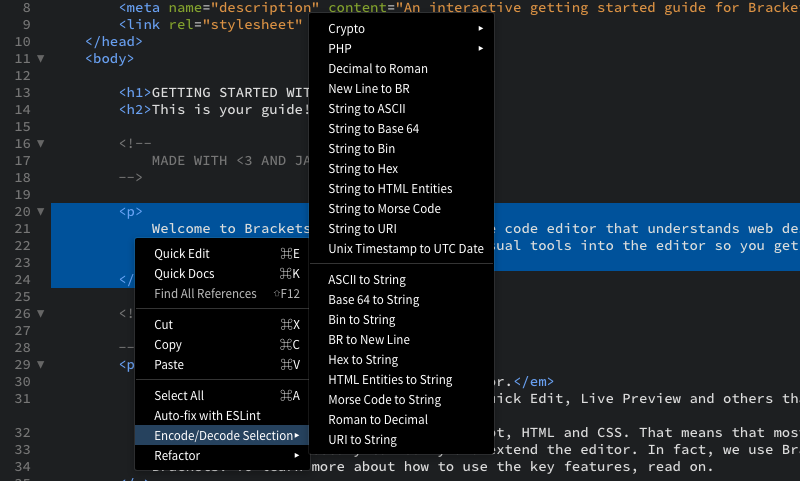 8 <meta name="description" content="An interactive getting started guide for Bracke
9 <link rel="stylesheet"
10 </head>
11 <body>
12
13 <h1>GETTING STARTED WIT
14 <h2>This is your guide!
15
16 <!--
17 MADE WITH <3 AND JA
18 -->
19
20 <p>
21 Welcome to Brackets code editor that understands web de
22 sual tools into the editor so you get
23
24 </
25
26 <!
27
28 --
29 <p
30 or.</em>
31 uick Edit, Live Preview and others tha
32 ot, HTML and CSS. That means that mos
33 extend the editor. In fact, we use Bra
34 more about how to use the key features, read on.
Quick Edit ⌘E
Quick Docs ⌘K
Find All References ⇧F12
Cut ⌘X
Copy ⌘C
Paste ⌘V
Select All ⌘A
Auto-fix with ESLint
Encode/Decode Selection▸
Refactor ▸
Crypto ▸
PHP ▸
Decimal to Roman
New Line to BR
String to ASCII
String to Base 64
String to Bin
String to Hex
String to HTML Entities
String to Morse Code
String to URI
Unix Timestamp to UTC Date
ASCII to String
Base 64 to String
Bin to String
BR to New Line
Hex to String
HTML Entities to String
Morse Code to String
Roman to Decimal
URI to String